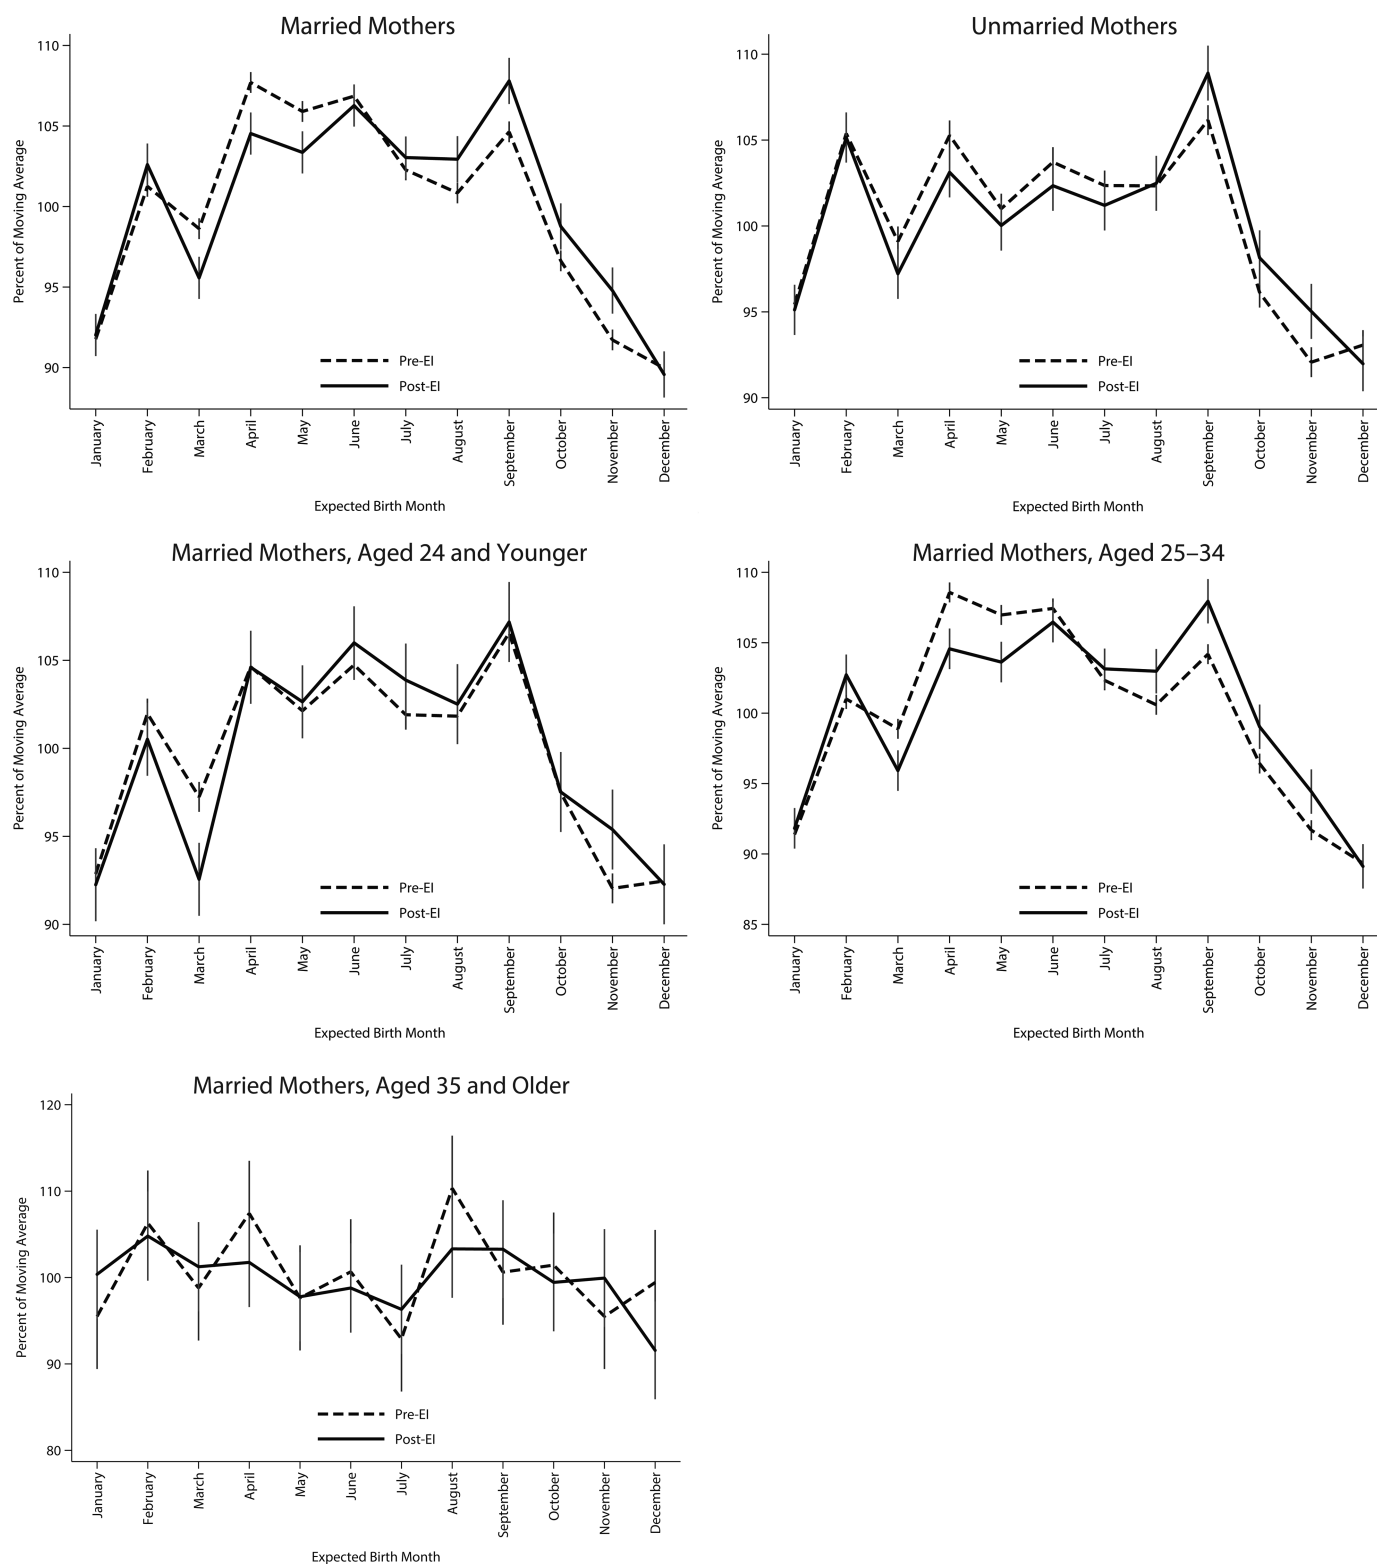 Married Mothers
Percent of Moving Average
110
105
100
95
90
Pre-EI
Post-EI
January
February
March
April
May
June
July
August
September
October
November
December
Expected Birth Month
Unmarried Mothers
Percent of Moving Average
110
105
100
95
90
Pre-EI
Post-EI
January
February
March
April
May
June
July
August
September
October
November
December
Expected Birth Month
Married Mothers, Aged 24 and Younger
Percent of Moving Average
110
105
100
95
90
Pre-EI
Post-EI
January
February
March
April
May
June
July
August
September
October
November
December
Expected Birth Month
Married Mothers, Aged 25–34
Percent of Moving Average
110
105
100
95
90
85
Pre-EI
Post-EI
January
February
March
April
May
June
July
August
September
October
November
December
Expected Birth Month
Married Mothers, Aged 35 and Older
Percent of Moving Average
120
110
100
90
80
Pre-EI
Post-EI
January
February
March
April
May
June
July
August
September
October
November
December
Expected Birth Month